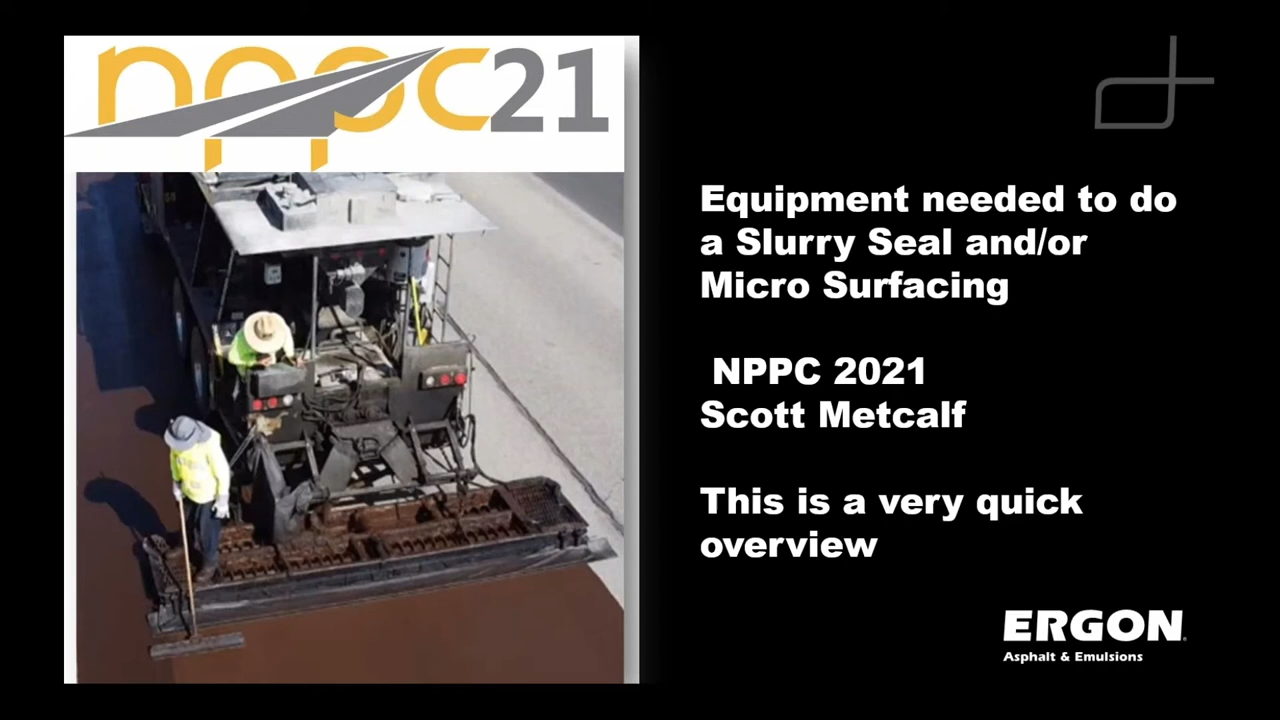 nppc21
Equipment needed to do
a Slurry Seal and/or
Micro Surfacing
NPPC 2021
Scott Metcalf
This is a very quick
overview
ERGON
Asphalt & Emulsions